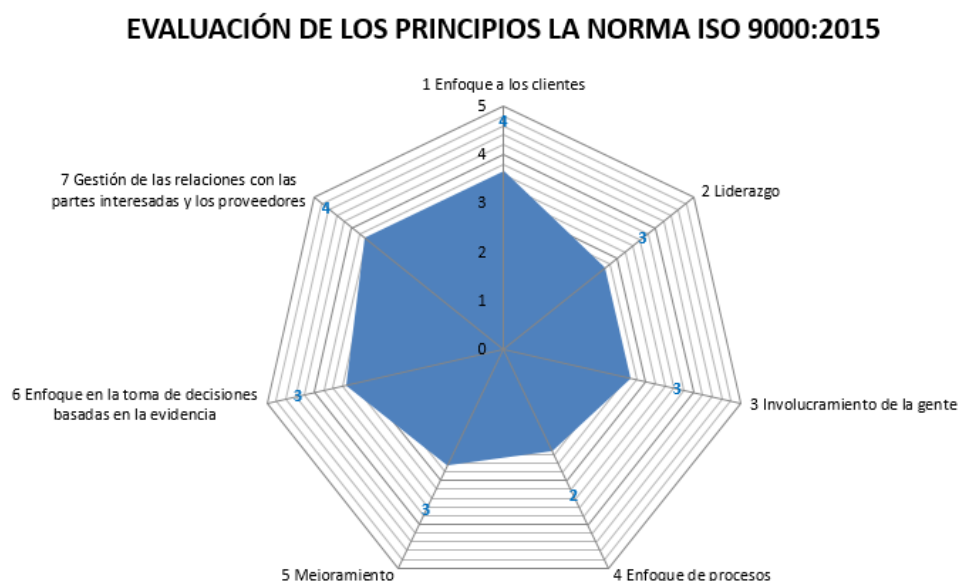 EVALUACIÓN DE LOS PRINCIPIOS LA NORMA ISO 9000:2015
1 Enfoque a los clientes
5
4
4
7 Gestión de las relaciones con las
partes interesadas y los proveedores
4
3
2 Liderazgo
3
2
1
0
6 Enfoque en la toma de decisiones
basadas en la evidencia
3
3
3 Involucramiento de la gente
2
3
5 Mejoramiento
4 Enfoque de procesos